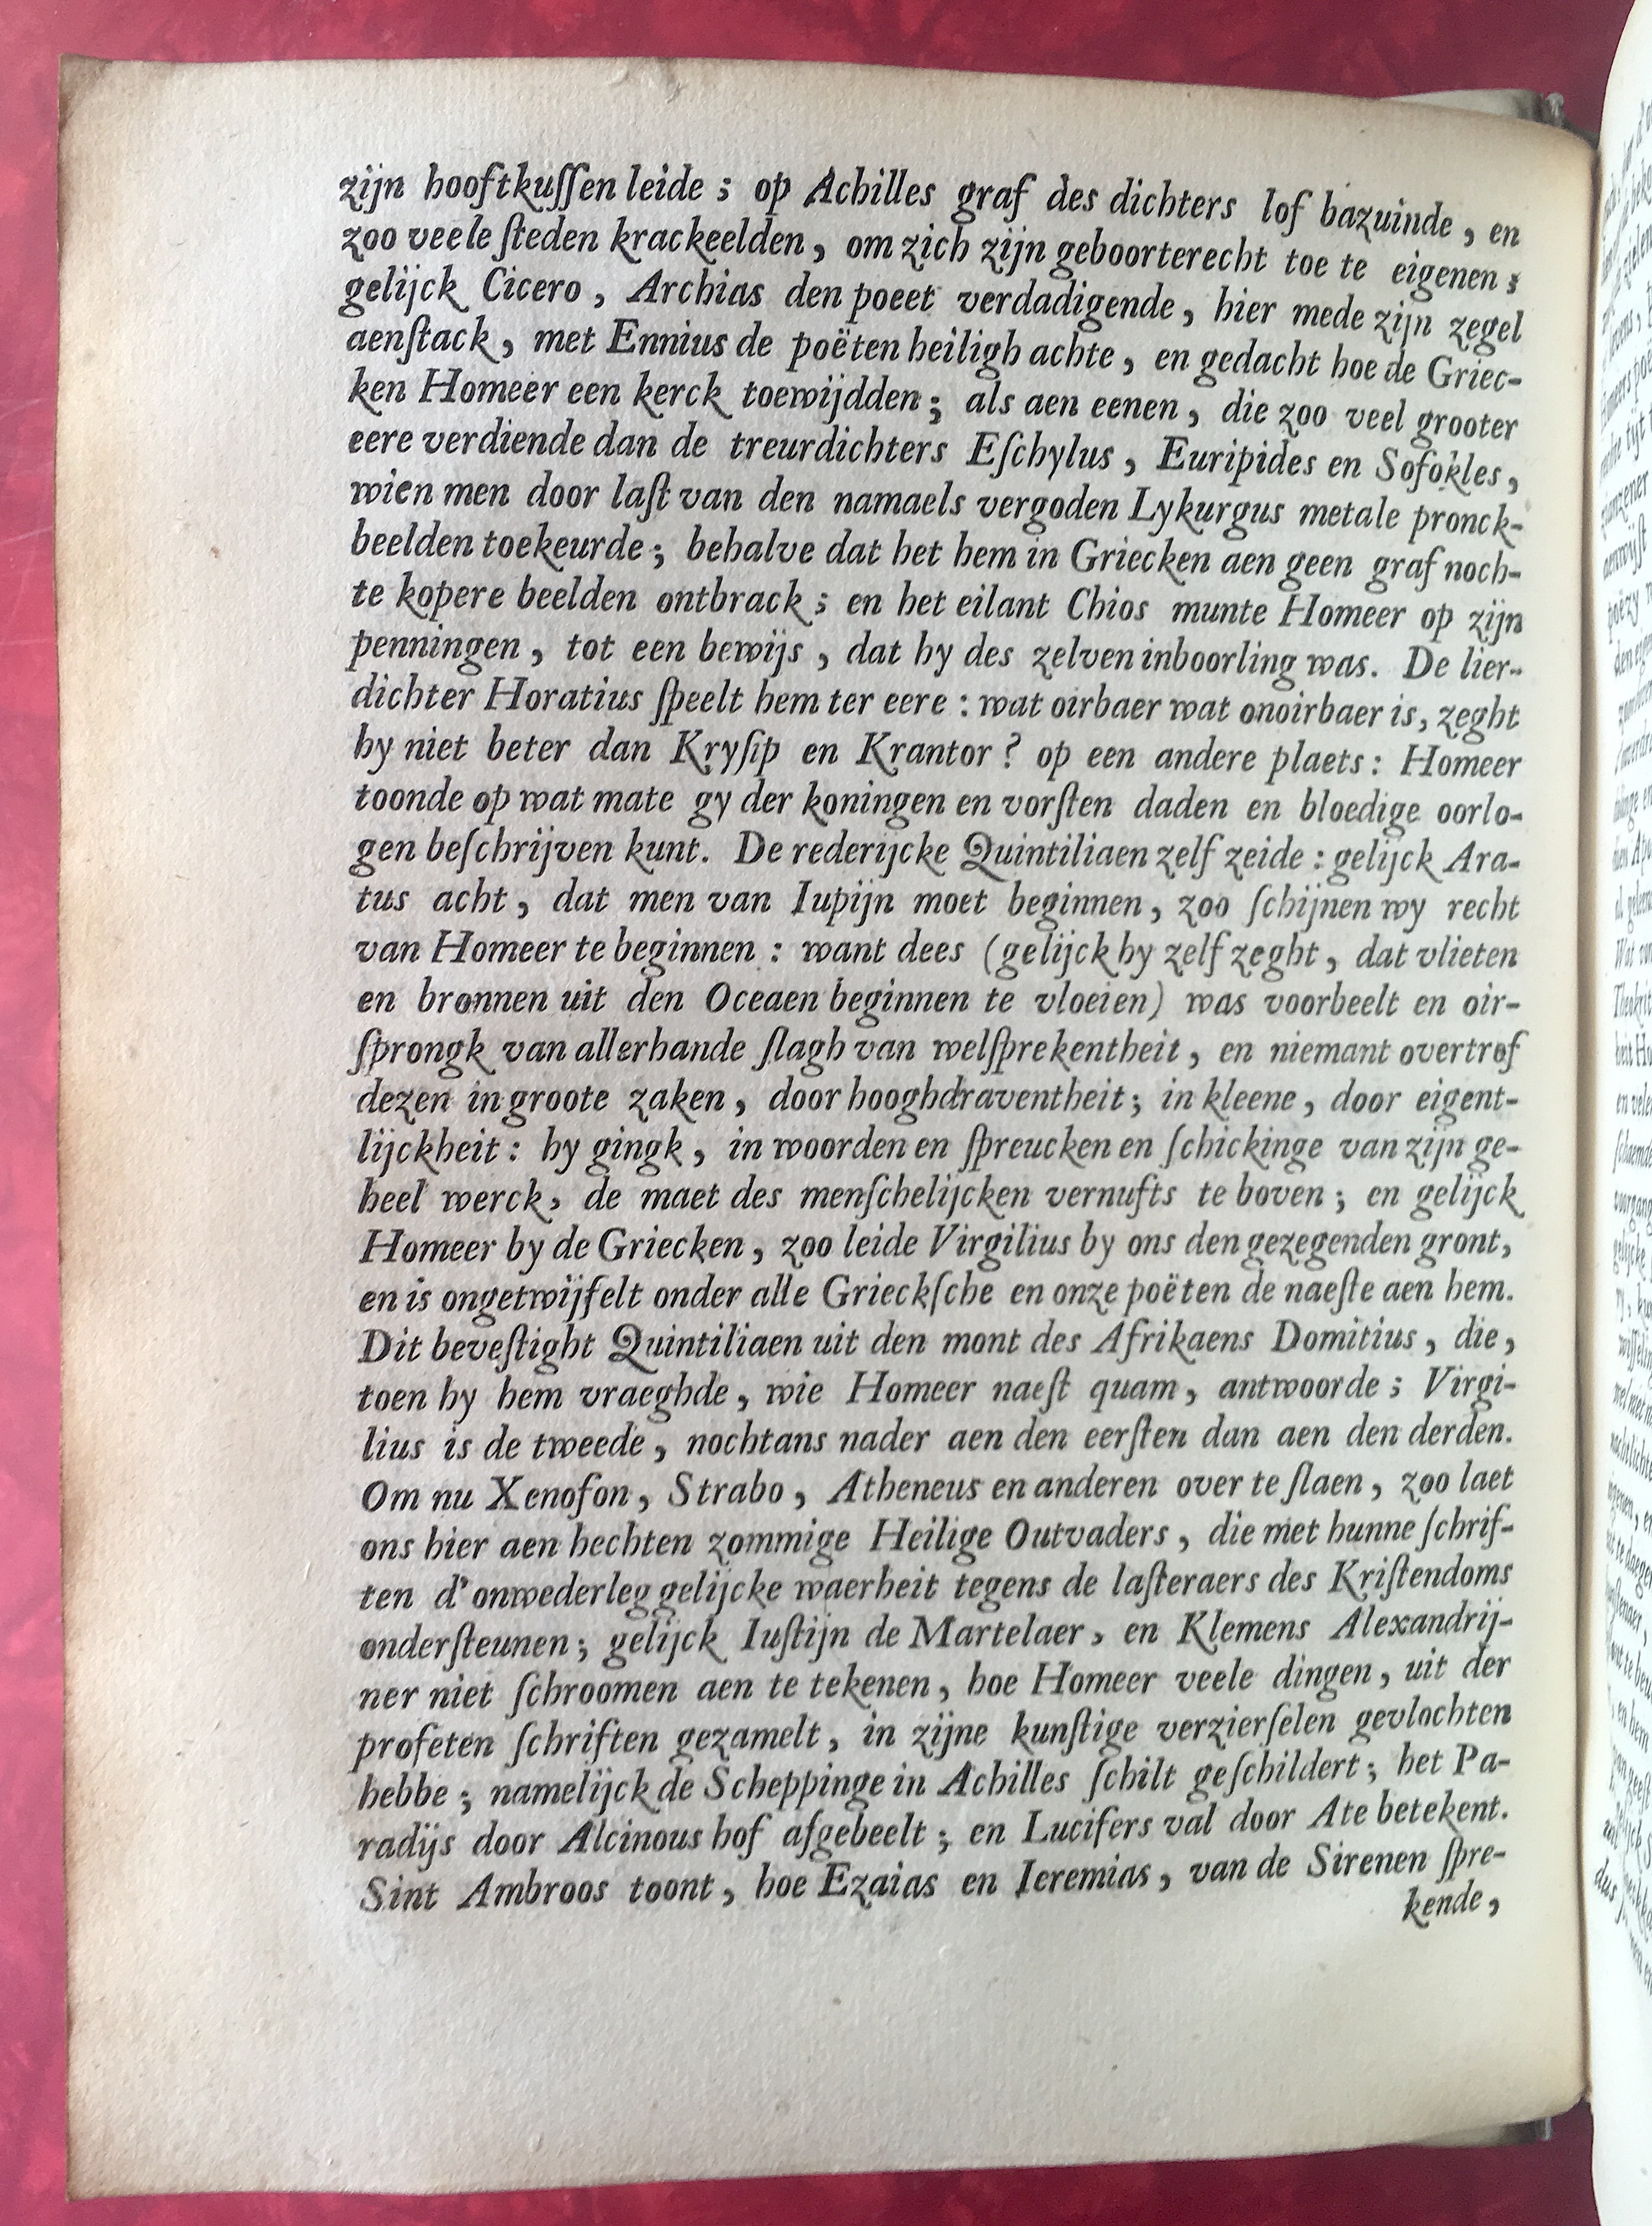 zijn hooftkuſſen leide; op Achilles graf des dichters lof bazuinde, en
zoo veele ſteden krackeelden, om zich zijn geboorterecht toe te eigenen;
gelijck Cicero, Archias den poeet verdadigende, hier mede zijn zegel
aenſtack, met Ennius de poëten heiligh achte, en gedacht hoe de Griec-
ken Homeer een kerck toewijdden; als aen eenen, die zoo veel grooter
eere verdiende dan de treurdichters Eſchylus, Euripides en Sofokles,
wien men door laſt van den namaels vergoden Lykurgus metale pronck-
beelden toekeurde; behalve dat het hem in Griecken aen geen graf noch-
te kopere beelden ontbrack; en het eilant Chios munte Homeer op zijn
penningen, tot een bewijs, dat hy des zelven inboorling was. De lier-
dichter Horatius ſpeelt hem ter eere: wat oirbaer wat onoirbaer is, zeght
hy niet beter dan Kryſip en Krantor? op een andere plaets: Homeer
toonde op wat mate gy der koningen en vorſten daden en bloedige oorlo-
gen beſchrijven kunt. De rederijcke Quintiliaen zelf zeide: gelijck Ara-
tus acht, dat men van Iupijn moet beginnen, zoo ſchijnen wy recht
van Homeer te beginnen: want dees (gelijck hy zelf zeght, dat vlieten
en bronnen uit den Oceaen beginnen te vloeien) was voorbeelt en oir-
ſprongk van allerhande ſlagh van welſprekentheit, en niemant overtrof
dezen in groote zaken, door hooghdraventheit; in kleene, door eigent-
lijckheit: hy gingk, in woorden en ſpreucken en ſchickinge van zijn ge-
heel werck, de maet des menſchelijcken vernufts te boven; en gelijck
Homeer by de Griecken, zoo leide Virgilius by ons den gezegenden gront,
en is ongetwijfelt onder alle Grieckſche en onze poëten de naeſte aen hem.
Dit beveſtight Quintiliaen uit den mont des Afrikaens Domitius, die,
toen hy hem vraeghde, wie Homeer naeſt quam, antwoorde; Virgi-
lius is de tweede, nochtans nader aen den eerſten dan aen den derden.
Om nu Xenofon, Strabo, Atheneus en anderen over te ſlaen, zoo laet
ons hier aen hechten zommige Heilige Outvaders, die met hunne ſchrif-
ten d'onwederleggelijcke waerheit tegens de laſteraers des Kriſtendoms
onderſteunen; gelijck Iuſtijn de Martelaer, en Klemens Alexandrij-
ner niet ſchroomen aen te tekenen, hoe Homeer veele dingen, uit der
profeten ſchriften gezamelt, in zijne kunſtige verzierſelen gevlochten
hebbe; namelijck de Scheppinge in Achilles ſchilt geſchildert; het Pa-
radijs door Alcinous hof afgebeelt; en Lucifers val door Ate betekent.
Sint Ambroos toont, hoe Ezaias en Ieremias, van de Sirenen ſpre-
kende,